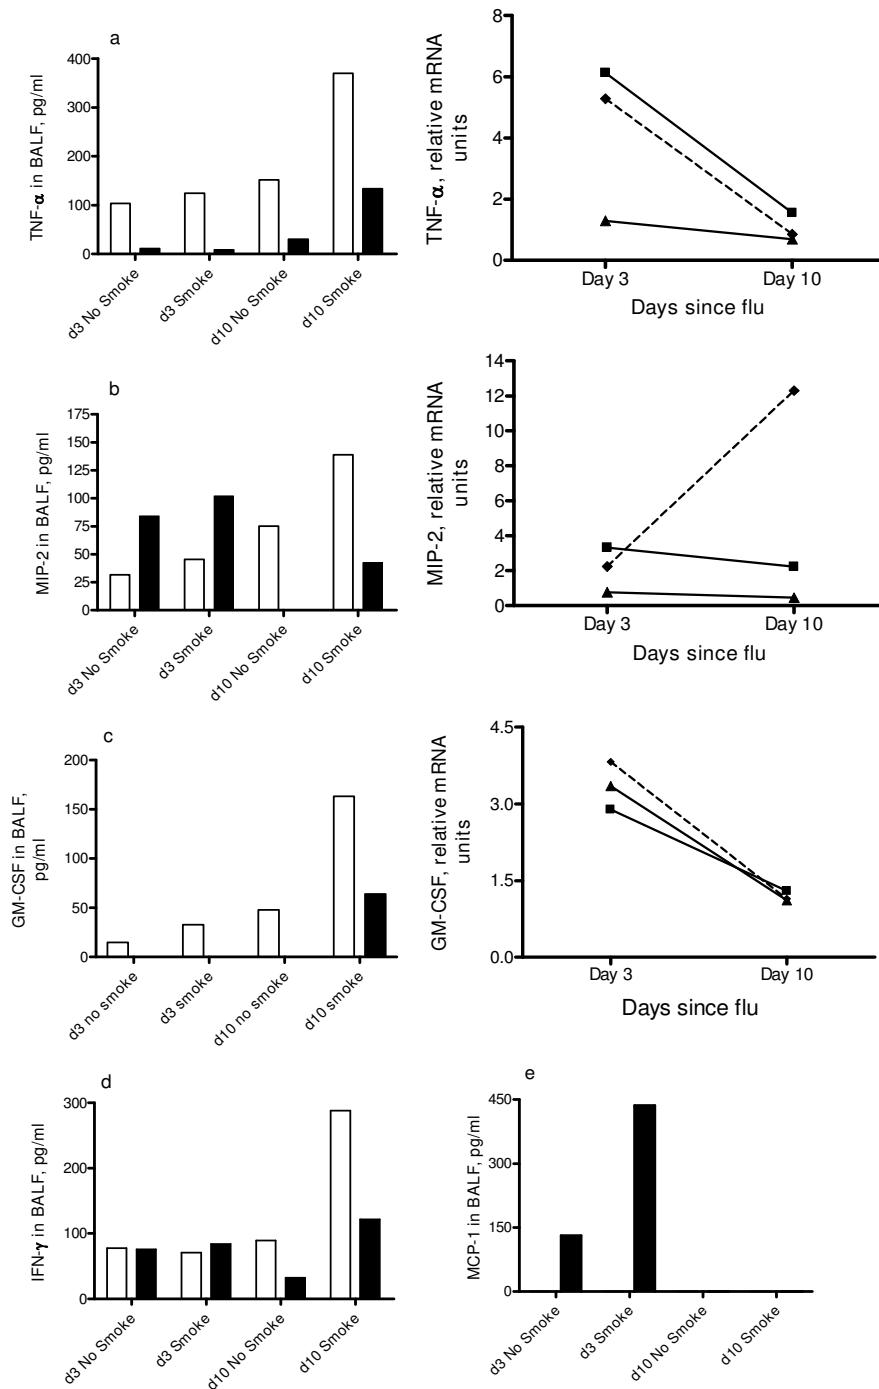 a
TNF-α in BALF, pg/ml
400
300
200
100
0
d3 No Smoke
d3 Smoke
d10 No Smoke
d10 Smoke
TNF-α, relative mRNA
units
8
6
4
2
0
Day 3
Day 10
Days since flu
b
MIP-2 in BALF, pg/ml
175
150
125
100
75
50
25
0
d3 No Smoke
d3 Smoke
d10 No Smoke
d10 Smoke
MIP-2, relative mRNA
units
14
12
10
8
6
4
2
0
Day 3
Day 10
Days since flu
c
GM-CSF in BALF,
pg/ml
200
150
100
50
0
d3 no smoke
d3 smoke
d10 no smoke
d10 smoke
GM-CSF, relative mRNA
units
4.5
3.0
1.5
0.0
Day 3
Day 10
Days since flu
d
IFN-γ in BALF, pg/ml
300
200
100
0
d3 No Smoke
d3 Smoke
d10 No Smoke
d10 Smoke
e
MCP-1 in BALF, pg/ml
450
300
150
0
d3 No Smoke
d3 Smoke
d10 No Smoke
d10 Smoke